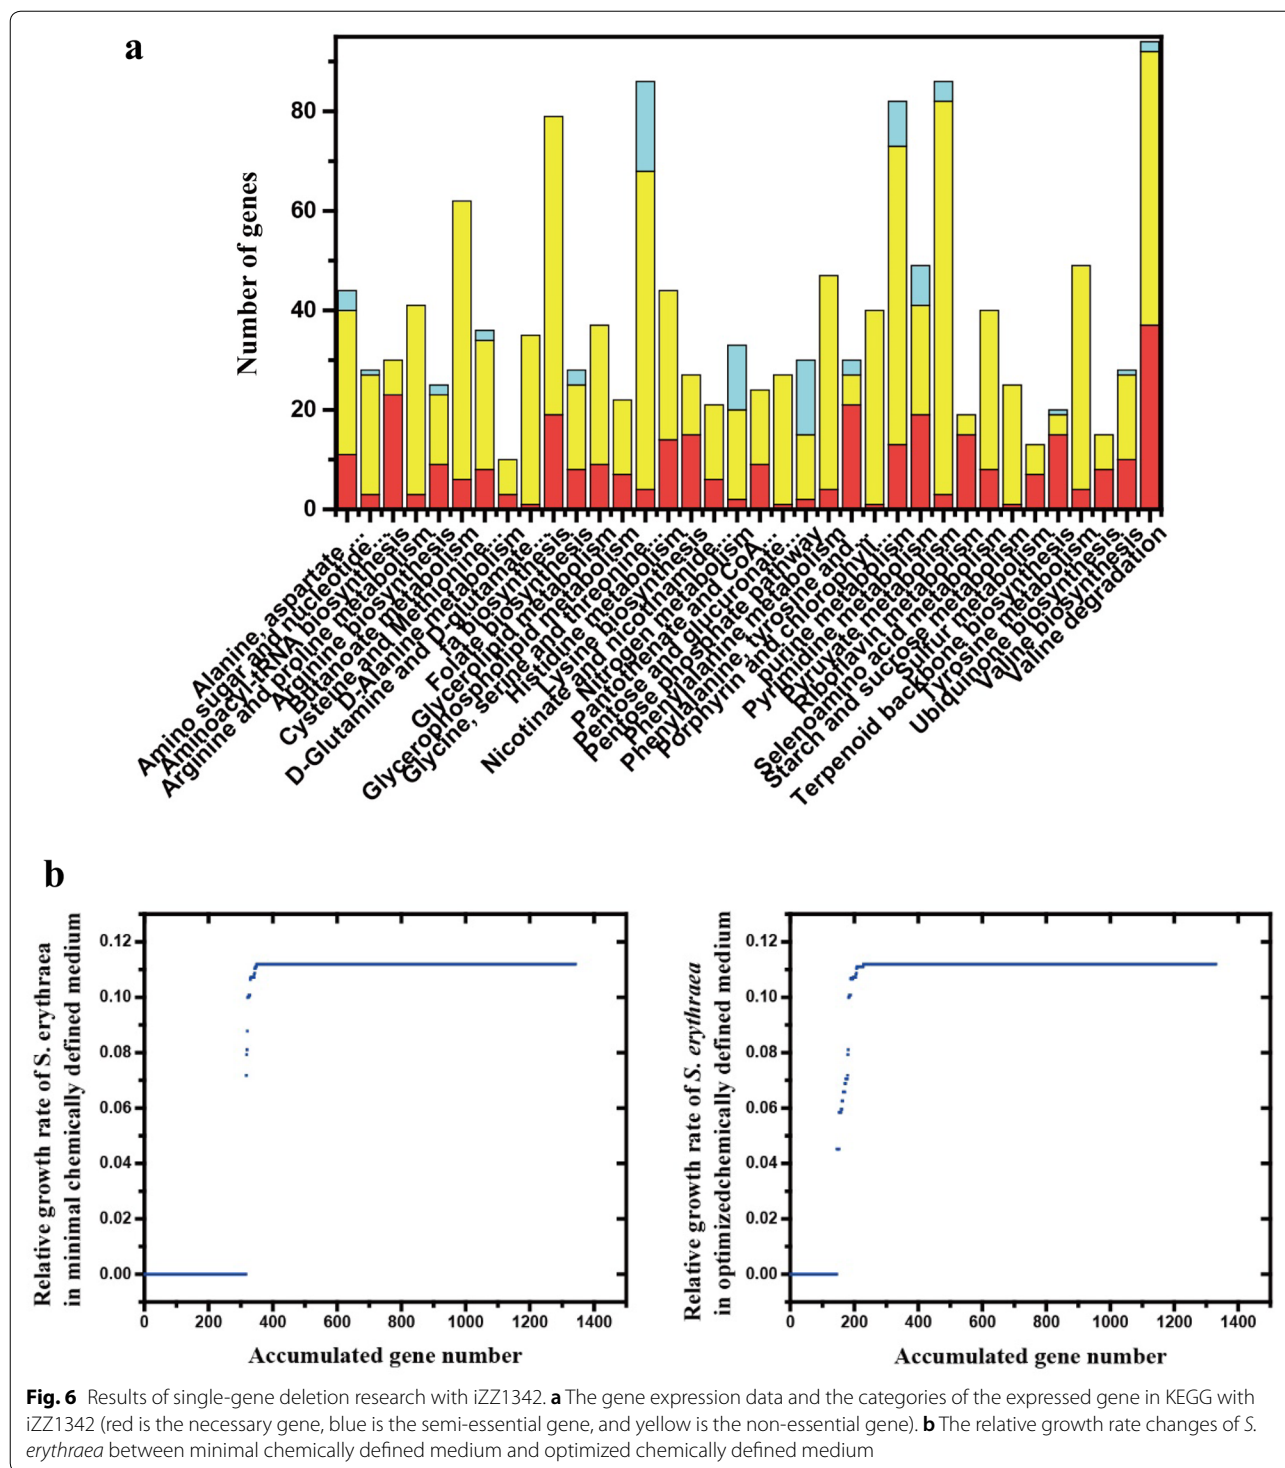 a
Number of genes
80
60
40
20
0
Alanine, aspartate ...
Amino sugar and nucleotide...
Aminoacyl-tRNA biosynthesis
Arginine and proline metabolism
Arginine biosynthesis
Butanoate metabolism
Cysteine and Methionine...
D-Alanine metabolism
D-Glutamine and D-glutamate...
fa biosynthesis
Folate biosynthesis
Glycerolipid metabolism
Glycerophospholipid metabolism
Glycine, serine and threonine...
Histidine metabolism
Lysine biosynthesis
Nicotinate and nicotinamide...
Nitrogen metabolism
Pantothenate and CoA...
Pentose and glucuronate...
Pentose phosphate pathway
Phenylalanine metabolism
Phenylalanine, tyrosine and...
Porphyrin and chlorophyll...
purine metabolism
Pyrimidine metabolism
Pyruvate metabolism
Riboflavin metabolism
Selenoamino acid metabolism
Starch and sucrose metabolism
Sulfur metabolism
Terpenoid backbone biosynthesis
Tyrosine metabolism
Ubiquinone biosynthesis
Valine biosynthesis
Valine degradation
b
Relative growth rate of S. erythraea
in minimal chemically defined medium
0.12
0.10
0.08
0.06
0.04
0.02
0.00
0 200 400 600 800 1000 1200 1400
Accumulated gene number
Relative growth rate of S. erythraea
in optimizedchemically defined medium
0.12
0.10
0.08
0.06
0.04
0.02
0.00
0 200 400 600 800 1000 1200 1400
Accumulated gene number
Fig. 6 Results of single-gene deletion research with iZZ1342. a The gene expression data and the categories of the expressed gene in KEGG with
iZZ1342 (red is the necessary gene, blue is the semi-essential gene, and yellow is the non-essential gene). b The relative growth rate changes of S.
erythraea between minimal chemically defined medium and optimized chemically defined medium